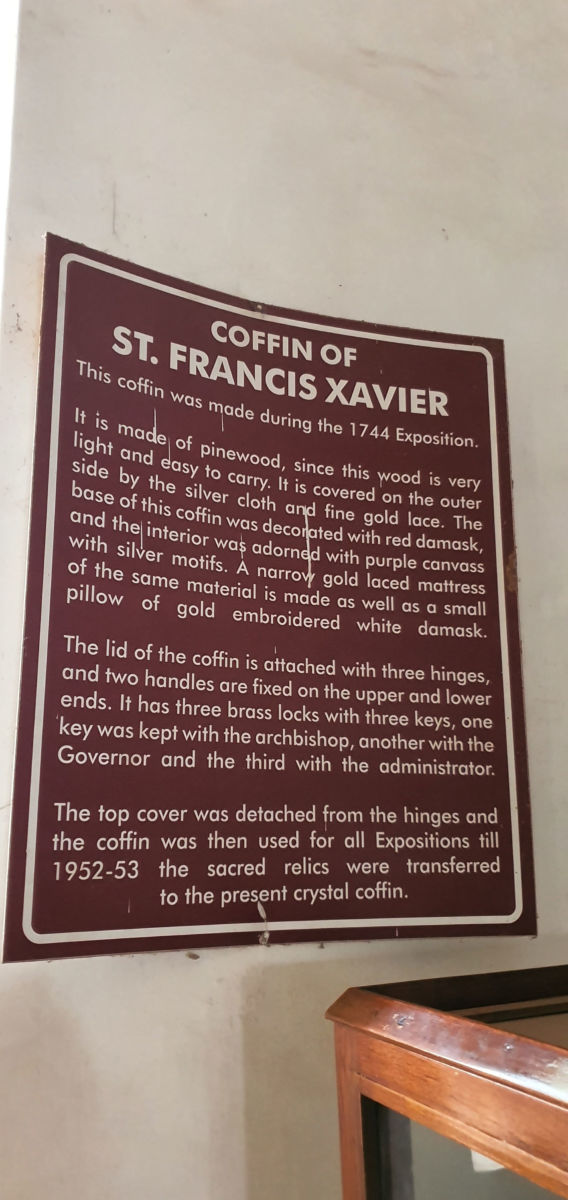 COFFIN OF
ST. FRANCIS XAVIER
This coffin was made during the 1744 Exposition.
It is made of pinewood, since this wood is very
light and easy to carry. It is covered on the outer
side by the silver cloth and fine gold lace. The
base of this coffin was decorated with red damask,
and the interior was adorned with purple canvass
with silver motifs. A narrow gold laced mattress
of the same material is made as well as a small
pillow of gold embroidered white damask.
The lid of the coffin is attached with three hinges,
and two handles are fixed on the upper and lower
ends. It has three brass locks with three keys, one
key was kept with the archbishop, another with the
Governor and the third with the administrator.
The top cover was detached from the hinges and
the coffin was then used for all Expositions till
1952-53 the sacred relics were transferred
to the present crystal coffin.